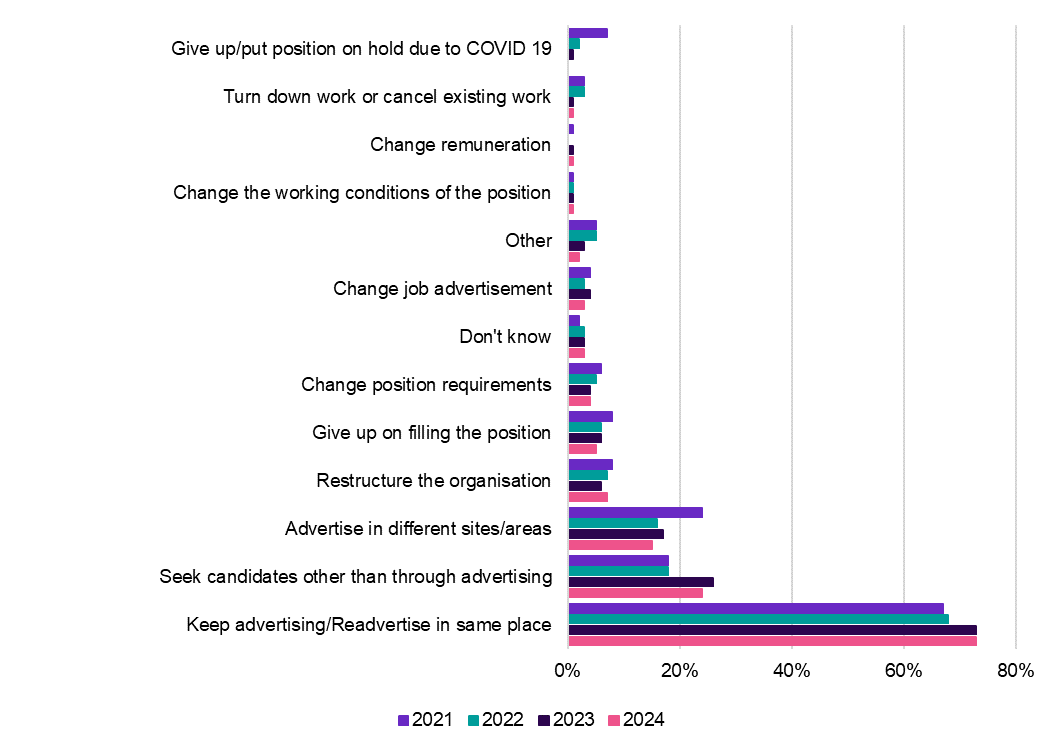 Give up/put position on hold due to COVID 19
Turn down work or cancel existing work
Change remuneration
Change the working conditions of the position
Other
Change job advertisement
Don't know
Change position requirements
Give up on filling the position
Restructure the organisation
Advertise in different sites/areas
Seek candidates other than through advertising
Keep advertising/Readvertise in same place
0% 20% 40% 60% 80%
2021 2022 2023 2024